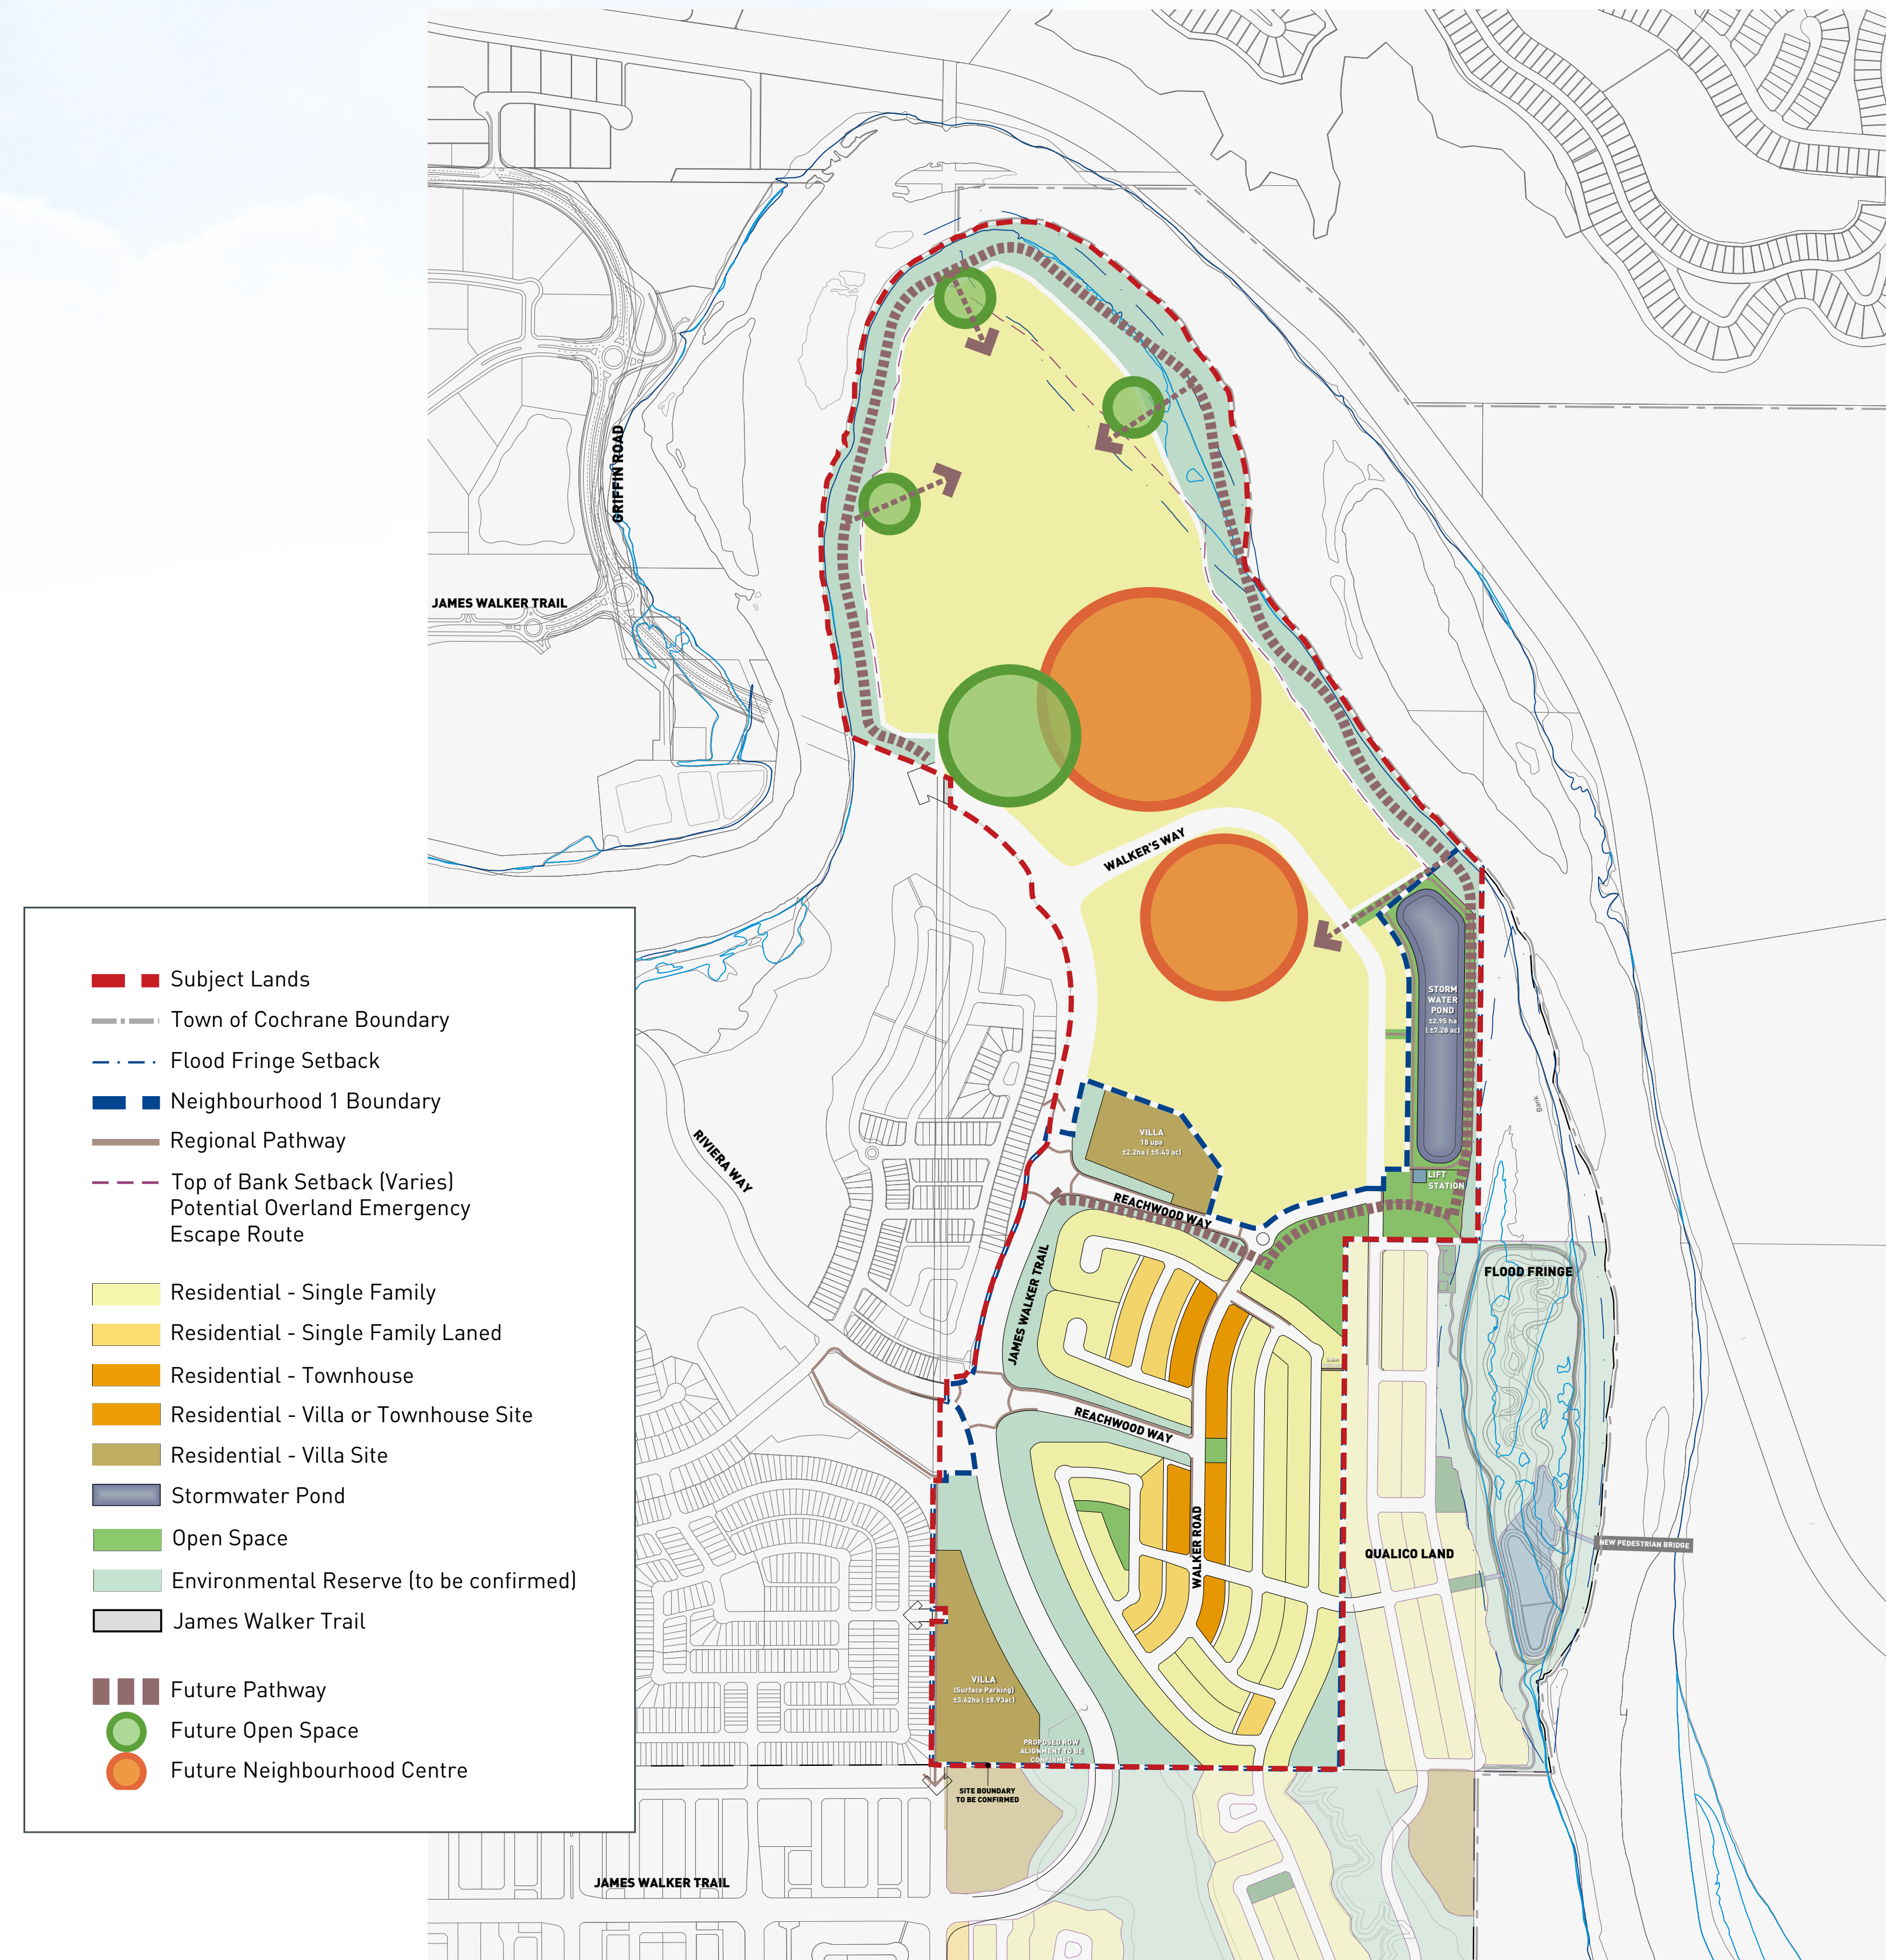 GRIFFIN ROAD
JAMES WALKER TRAIL
WALKER'S WAY
STORM
WATER
POND
±2.95 ha
( ±7.28 ac)
Bank
VILLA
18 upa
±2.2ha ( ±5.43 ac)
LIFT
STATION
RIVIERA WAY
REACHWOOD WAY
JAMES WALKER TRAIL
FLOOD FRINGE
REACHWOOD WAY
WALKER ROAD
QUALICO LAND
NEW PEDESTRIAN BRIDGE
VILLA
(Surface Parking)
±3.62ha ( ±8.93ac)
PROPOSED ROW
ALIGNMENT TO BE
CONFIRMED
SITE BOUNDARY
TO BE CONFIRMED
JAMES WALKER TRAIL
Subject Lands
Town of Cochrane Boundary
Flood Fringe Setback
Neighbourhood 1 Boundary
Regional Pathway
Top of Bank Setback (Varies)
Potential Overland Emergency
Escape Route
Residential - Single Family
Residential - Single Family Laned
Residential - Townhouse
Residential - Villa or Townhouse Site
Residential - Villa Site
Stormwater Pond
Open Space
Environmental Reserve (to be confirmed)
James Walker Trail
Future Pathway
Future Open Space
Future Neighbourhood Centre